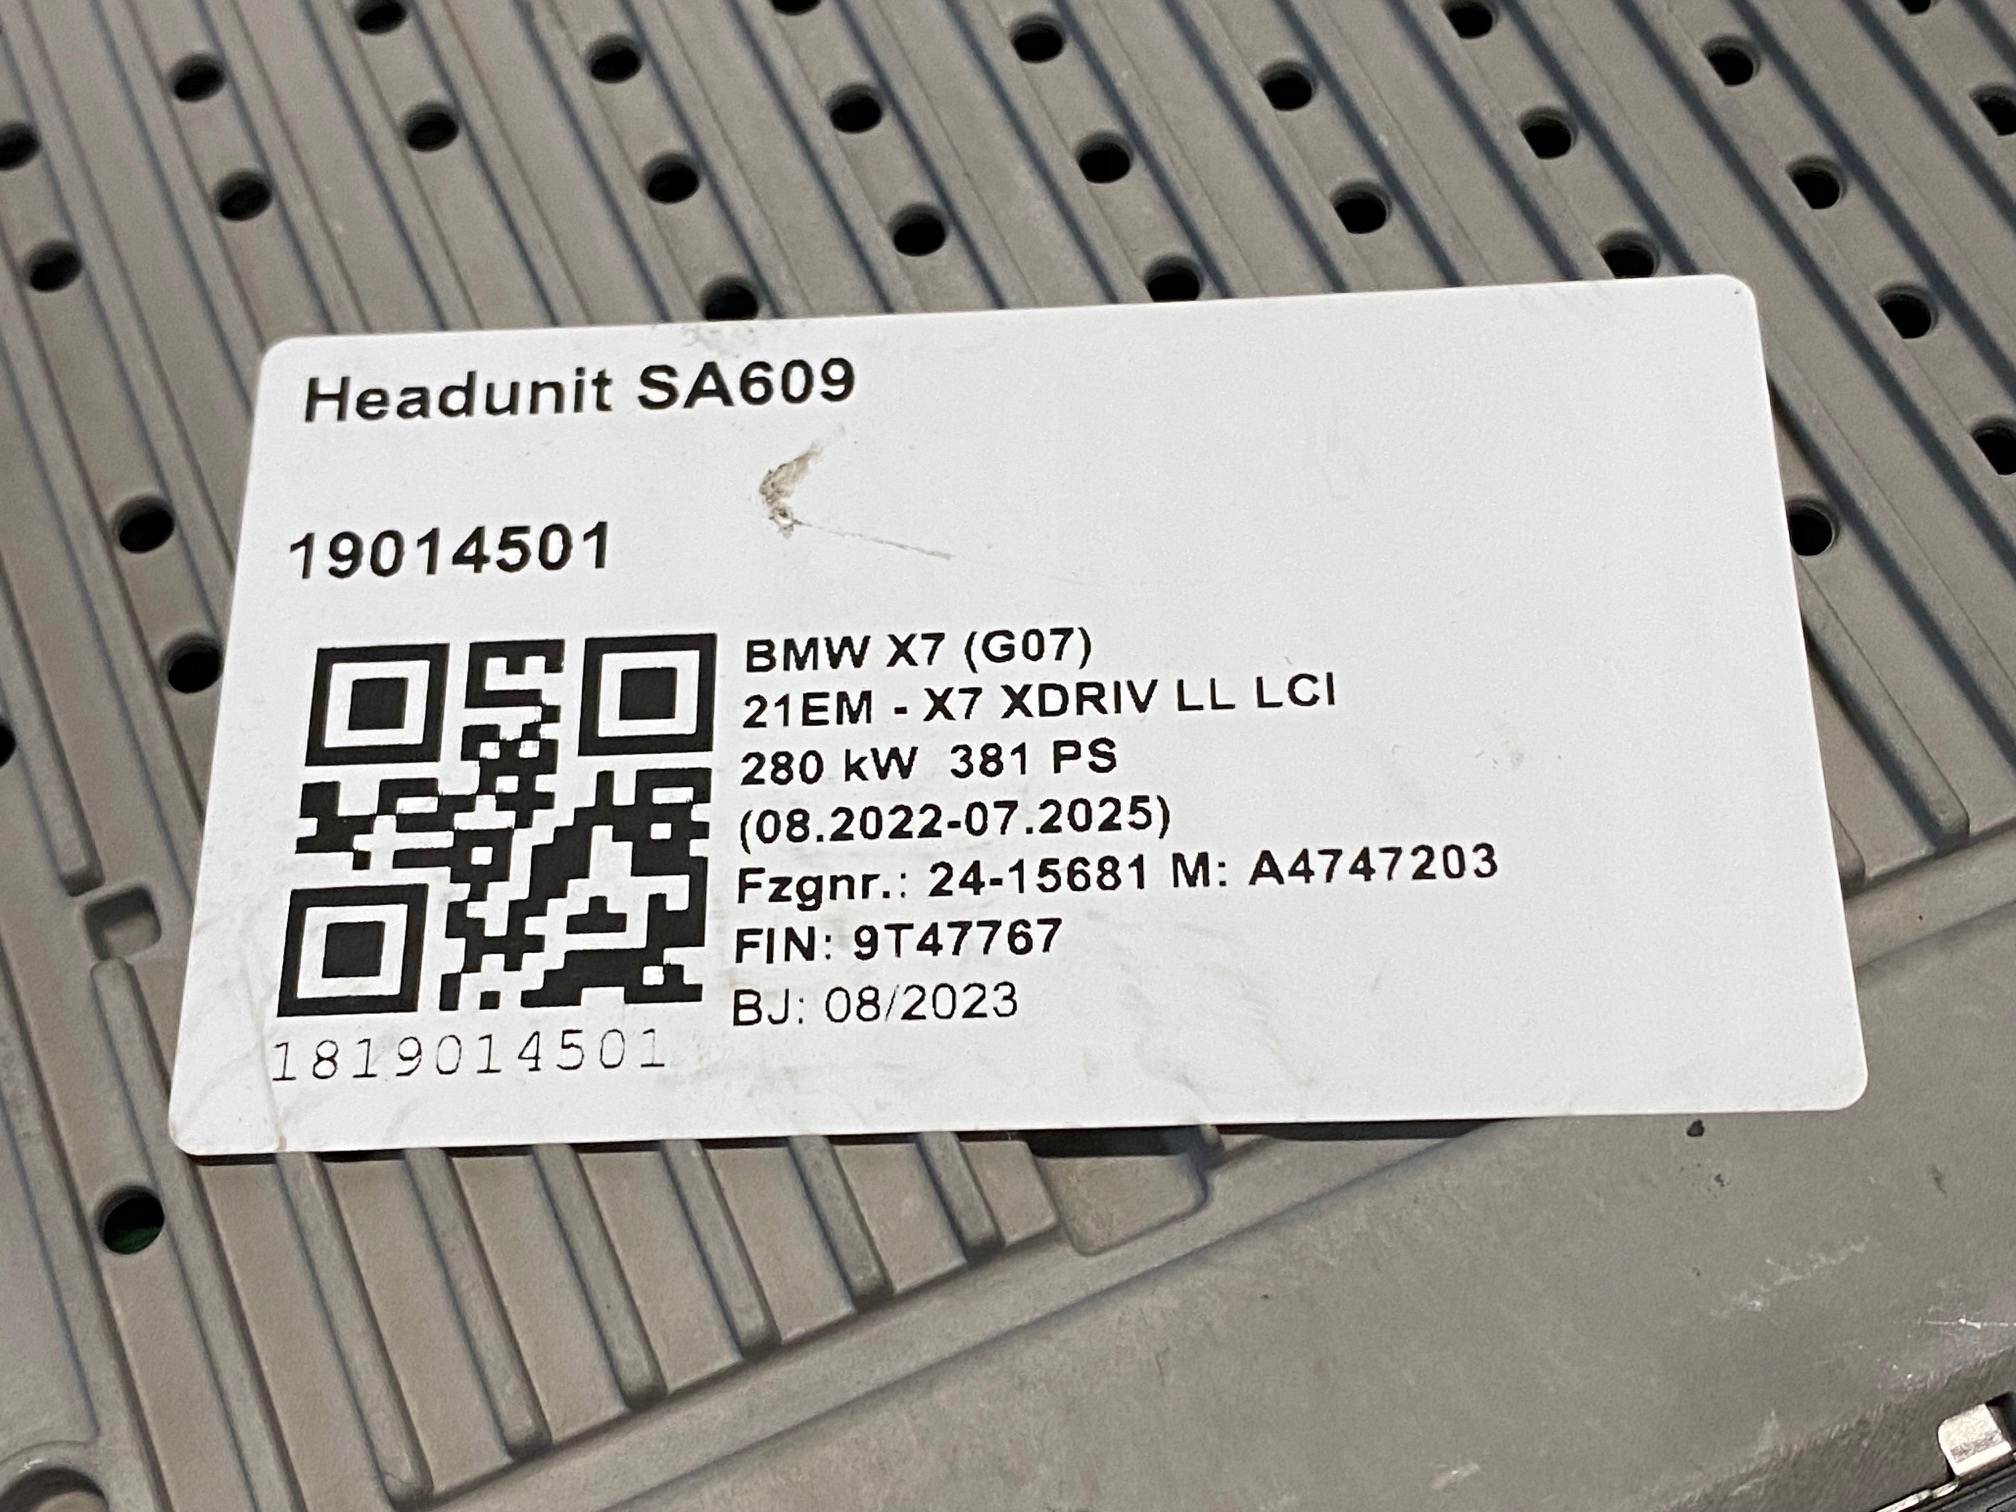 Headunit SA609
19014501
BMW X7 (G07)
21EM - X7 XDRIV LL LCI
280 kW 381 PS
(08.2022-07.2025)
Fzgnr.: 24-15681 M: A4747203
FIN: 9T47767
BJ: 08/2023
1819014501